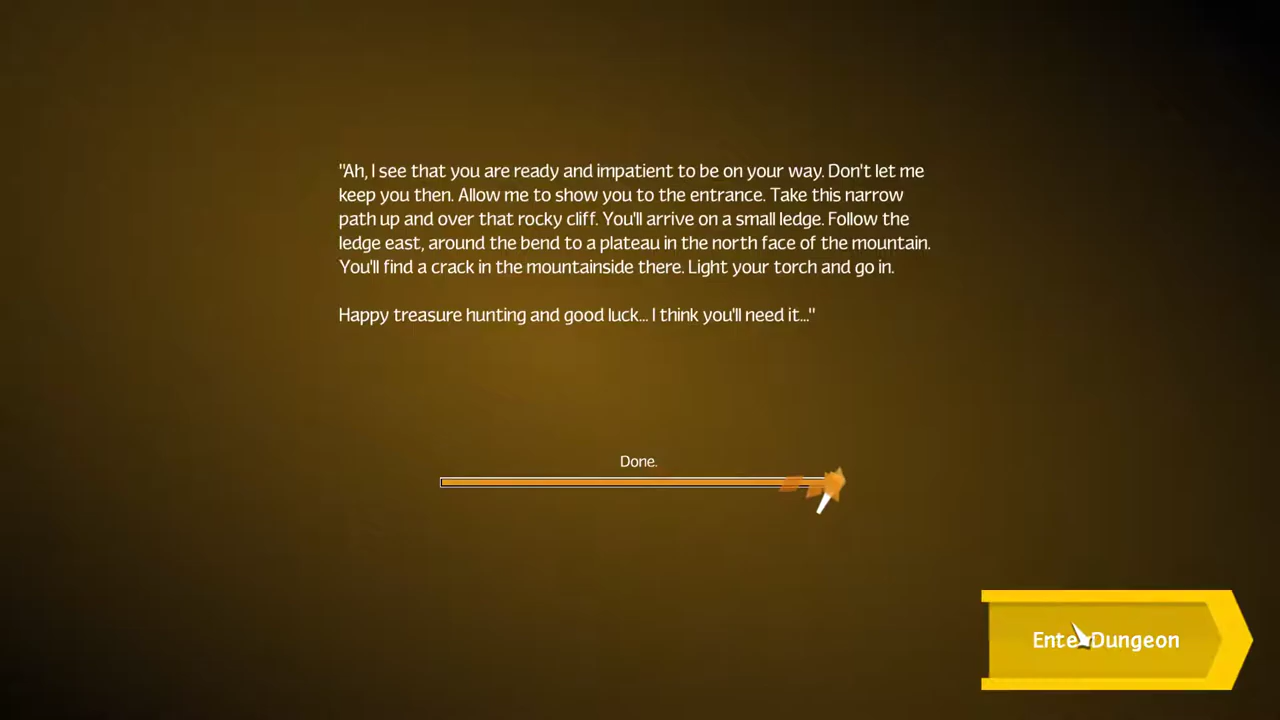 "Ah, I see that you are ready and impatient to be on your way. Don't let me
keep you then. Allow me to show you to the entrance. Take this narrow
path up and over that rocky cliff. You'll arrive on a small ledge. Follow the
ledge east, around the bend to a plateau in the north face of the mountain.
You'll find a crack in the mountainside there. Light your torch and go in.
Happy treasure hunting and good luck... I think you'll need it..."
Done.
Enter Dungeon